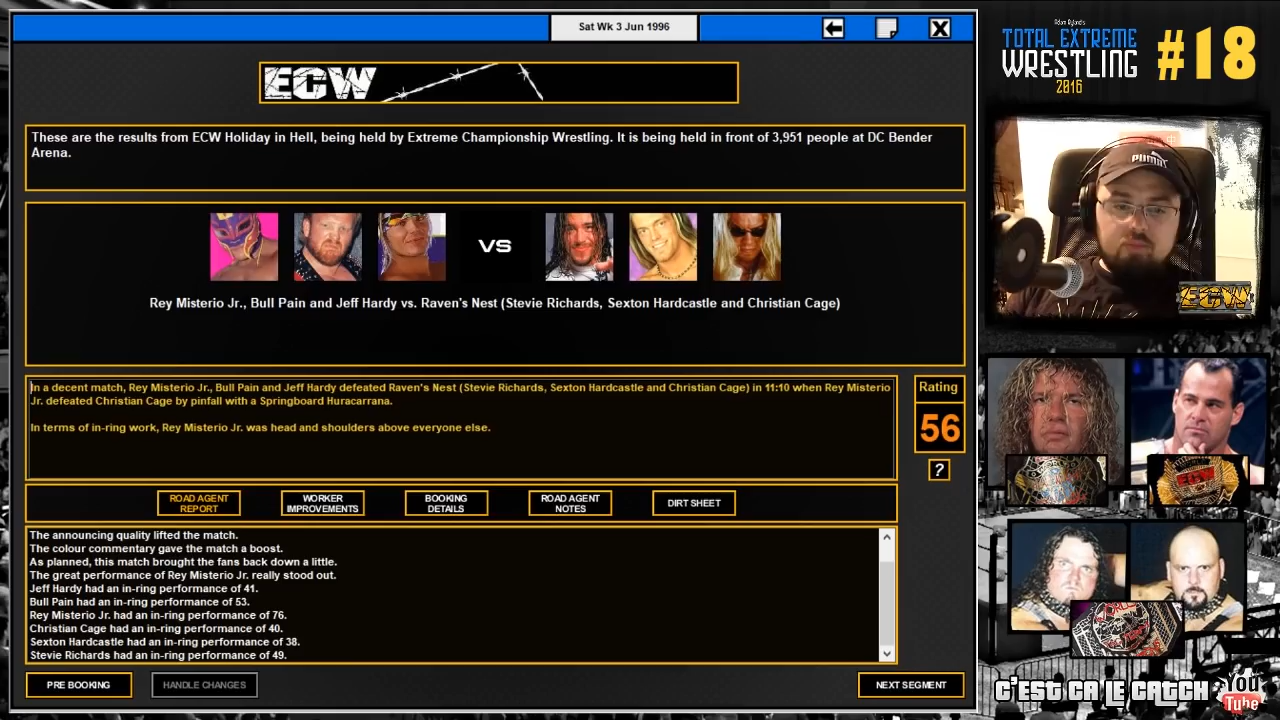 Sat Wk 3 Jun 1996
Adam Ryland's
TOTAL EXTREME
WRESTLING
2016
#18
ECW
These are the results from ECW Holiday in Hell, being held by Extreme Championship Wrestling. It is being held in front of 3,951 people at DC Bender
Arena.
PUMA
ECW
VS
Rey Misterio Jr., Bull Pain and Jeff Hardy vs. Raven's Nest (Stevie Richards, Sexton Hardcastle and Christian Cage)
In a decent match, Rey Misterio Jr., Bull Pain and Jeff Hardy defeated Raven's Nest (Stevie Richards, Sexton Hardcastle and Christian Cage) in 11:10 when Rey Misterio
Jr. defeated Christian Cage by pinfall with a Springboard Huracarrana.
In terms of in-ring work, Rey Misterio Jr. was head and shoulders above everyone else.
Rating
56
?
ROAD AGENT
REPORT
WORKER
IMPROVEMENTS
BOOKING
DETAILS
ROAD AGENT
NOTES
DIRT SHEET
The announcing quality lifted the match.
The colour commentary gave the match a boost.
As planned, this match brought the fans back down a little.
The great performance of Rey Misterio Jr. really stood out.
Jeff Hardy had an in-ring performance of 41.
Bull Pain had an in-ring performance of 53.
Rey Misterio Jr. had an in-ring performance of 76.
Christian Cage had an in-ring performance of 40.
Sexton Hardcastle had an in-ring performance of 38.
Stevie Richards had an in-ring performance of 49.
PRE BOOKING
HANDLE CHANGES
NEXT SEGMENT
ECW
C'EST CA LE CATCH
You
Tube